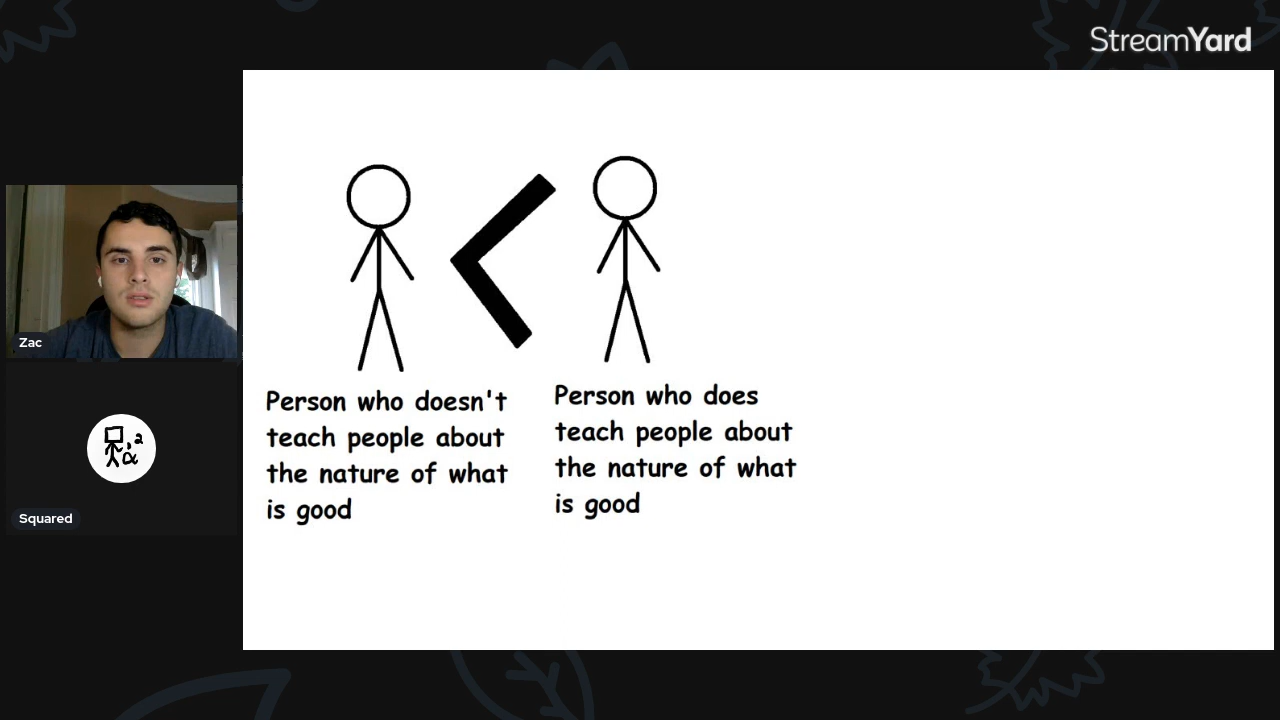 StreamYard
Zac
Squared
Person who doesn't
teach people about
the nature of what
is good
Person who does
teach people about
the nature of what
is good